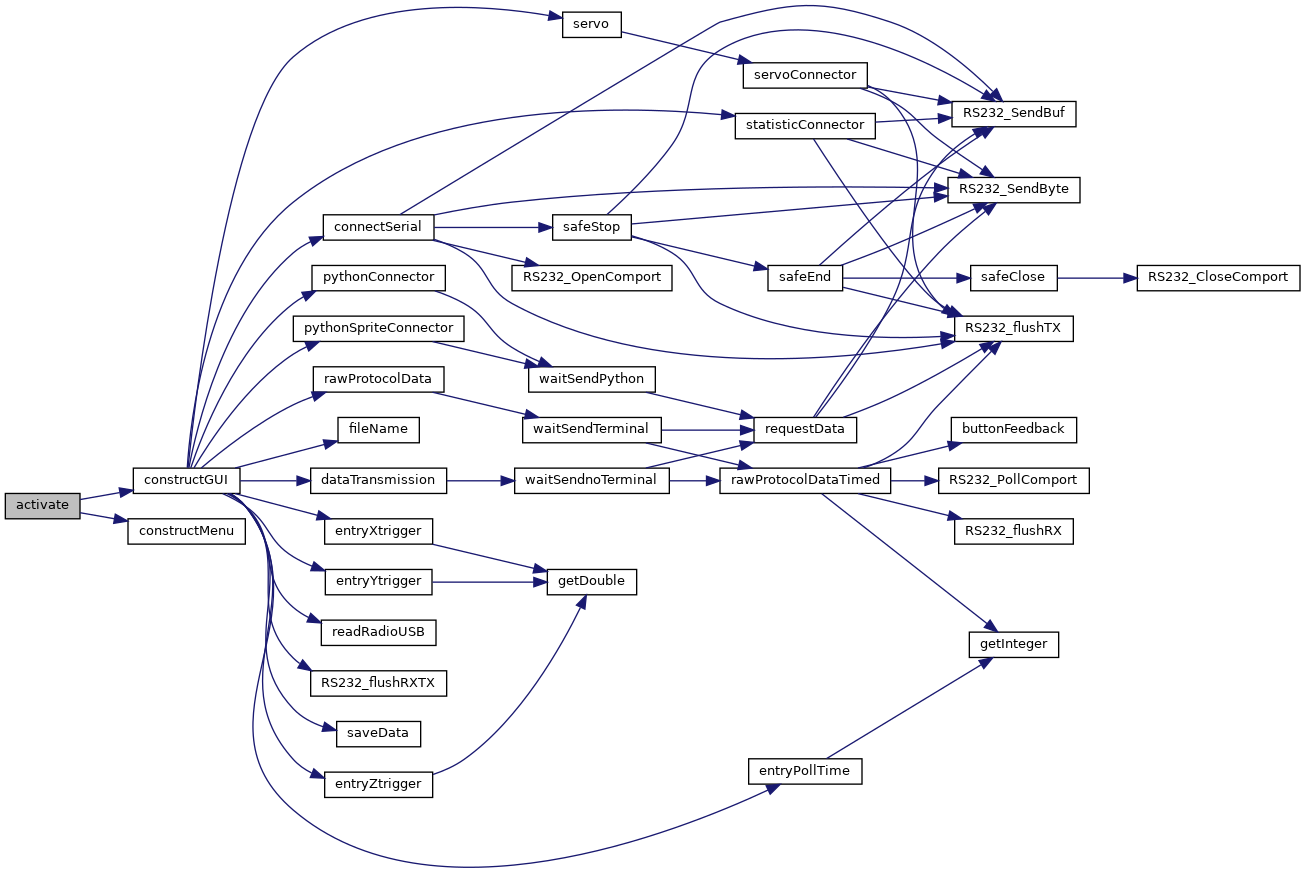 servo
servoConnector
RS232_SendBuf
statisticConnector
RS232_SendByte
connectSerial
safeStop
pythonConnector
RS232_OpenComport
safeEnd
safeClose
RS232_CloseComport
pythonSpriteConnector
RS232_flushTX
rawProtocolData
waitSendPython
fileName
waitSendTerminal
requestData
buttonFeedback
constructGUI
dataTransmission
waitSendnoTerminal
rawProtocolDataTimed
RS232_PollComport
activate
constructMenu
entryXtrigger
RS232_flushRX
entryYtrigger
getDouble
readRadioUSB
getInteger
RS232_flushRXTX
saveData
entryZtrigger
entryPollTime